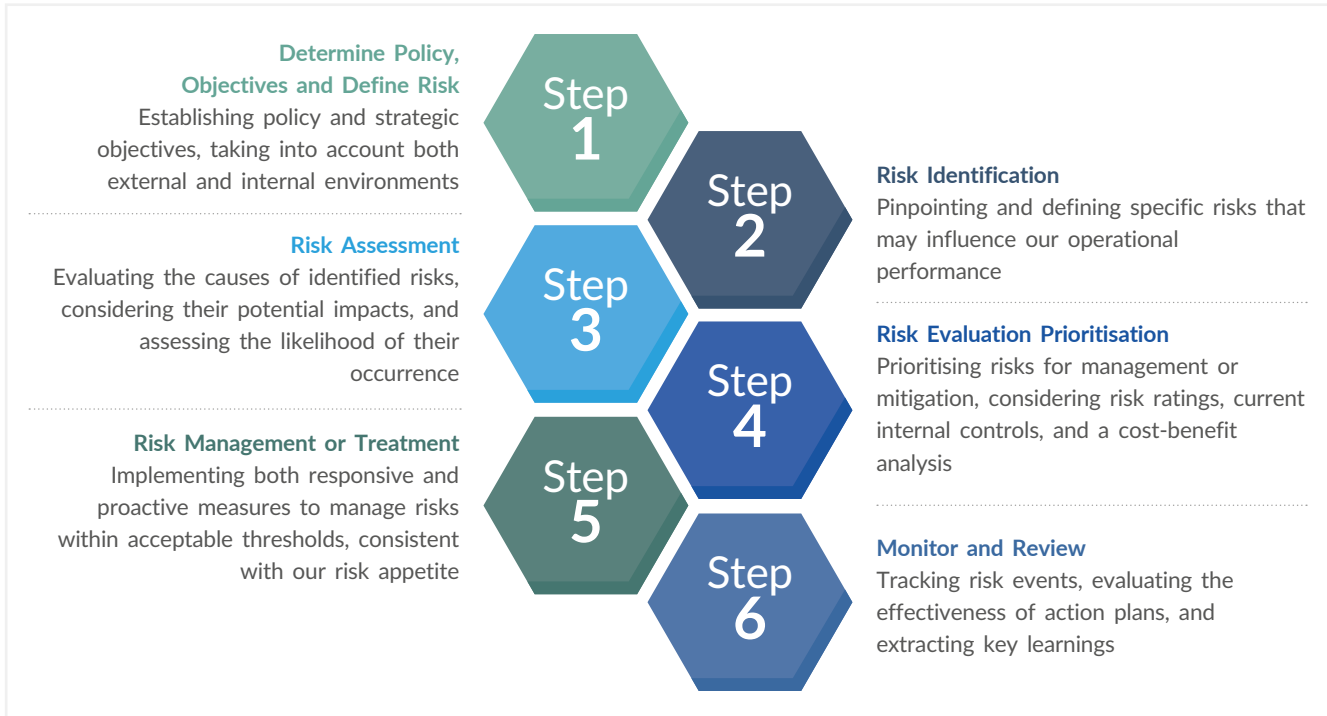 Determine Policy,
Objectives and Define Risk
Establishing policy and strategic
objectives, taking into account both
external and internal environments
Step
1
Step
2
Risk Identification
Pinpointing and defining specific risks that
may influence our operational
performance
Risk Assessment
Evaluating the causes of identified risks,
considering their potential impacts, and
assessing the likelihood of their
occurrence
Step
3
Step
4
Risk Evaluation Prioritisation
Prioritising risks for management or
mitigation, considering risk ratings, current
internal controls, and a cost-benefit
analysis
Risk Management or Treatment
Implementing both responsive and
proactive measures to manage risks
within acceptable thresholds, consistent
with our risk appetite
Step
5
Step
6
Monitor and Review
Tracking risk events, evaluating the
effectiveness of action plans, and
extracting key learnings